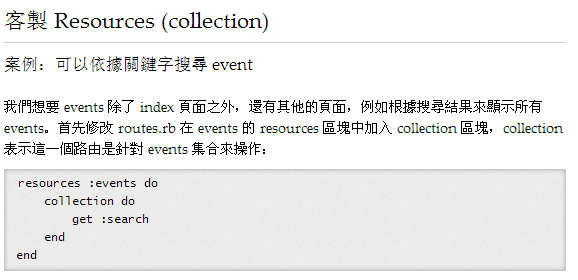 客製 Resources (collection)
案例：可以依據關鍵字搜尋 event
我們想要 events 除了 index 頁面之外，還有其他的頁面，例如根據搜尋結果來顯示所有
events。首先修改 routes.rb 在 events 的 resources 區塊中加入 collection 區塊，collection
表示這一個路由是針對 events 集合來操作：
resources :events do
    collection do
        get :search
    end
end